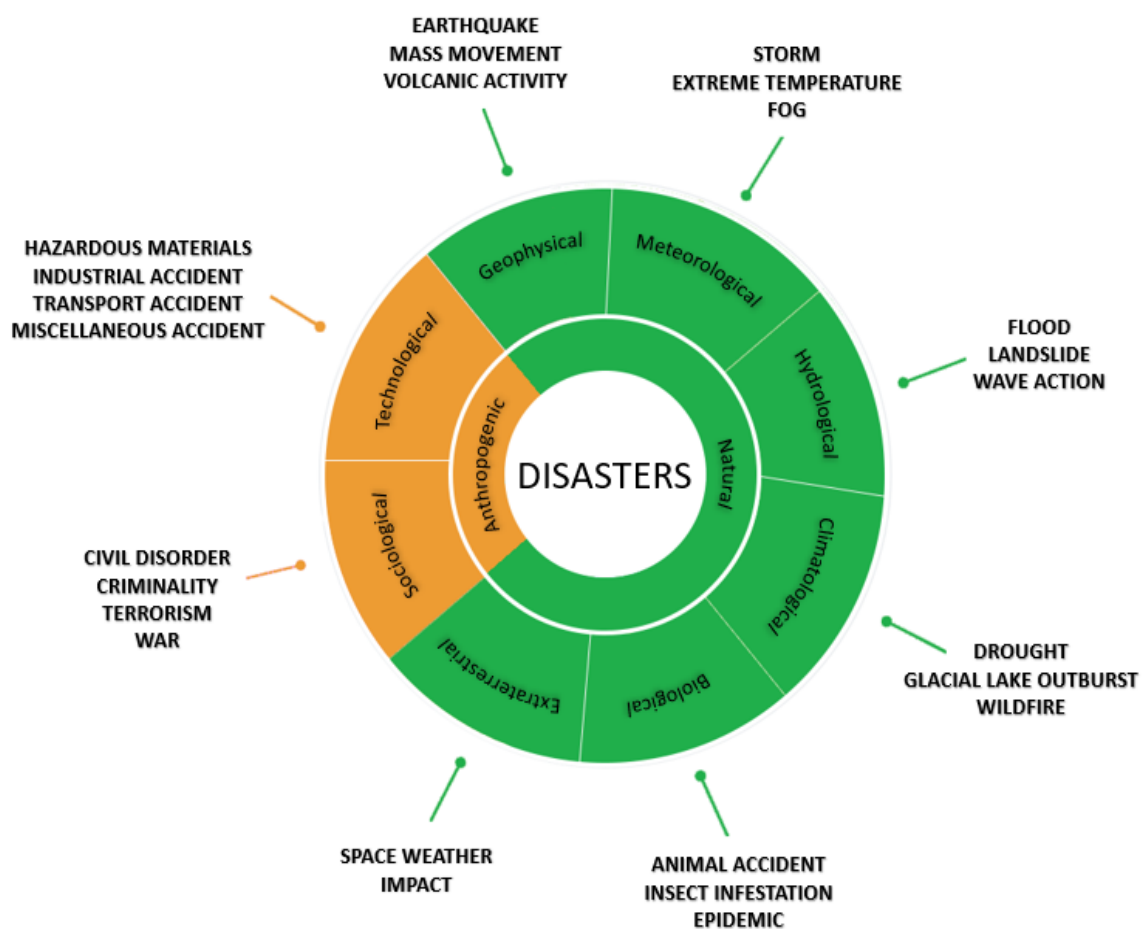 EARTHQUAKE
MASS MOVEMENT
VOLCANIC ACTIVITY
STORM
EXTREME TEMPERATURE
FOG
HAZARDOUS MATERIALS
INDUSTRIAL ACCIDENT
TRANSPORT ACCIDENT
MISCELLANEOUS ACCIDENT
Geophysical
Meteorological
Technological
Hydrological
FLOOD
LANDSLIDE
WAVE ACTION
Anthropogenic
DISASTERS
Natural
Sociological
Climatological
CIVIL DISORDER
CRIMINALITY
TERRORISM
WAR
Extraterrestrial
Biological
DROUGHT
GLACIAL LAKE OUTBURST
WILDFIRE
SPACE WEATHER
IMPACT
ANIMAL ACCIDENT
INSECT INFESTATION
EPIDEMIC